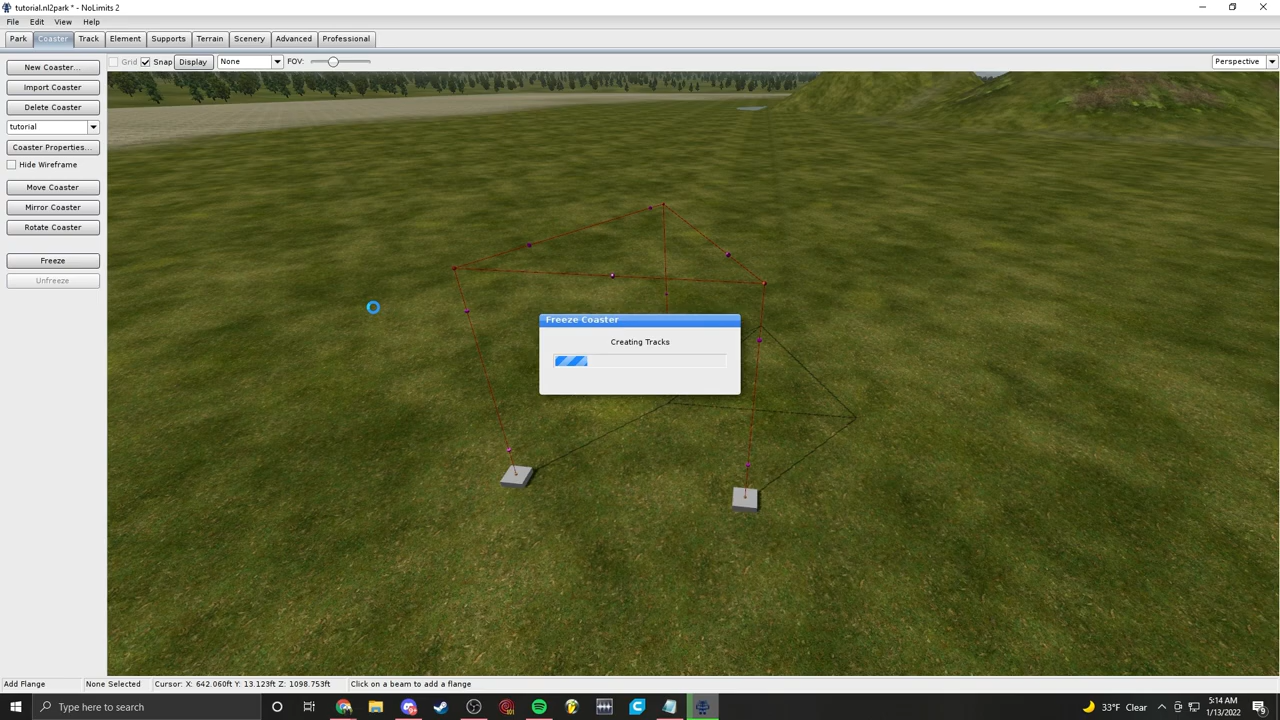 tutorial.nl2park * - NoLimits 2
File Edit View Help
Park Coaster Track Element Supports Terrain Scenery Advanced Professional
Grid Snap Display None FOV: Perspective
New Coaster...
Import Coaster
Delete Coaster
tutorial
Coaster Properties...
Hide Wireframe
Move Coaster
Mirror Coaster
Rotate Coaster
Freeze
Unfreeze
Freeze Coaster
Creating Tracks
Add Flange None Selected Cursor: X: 642.060ft Y: 13.123ft Z: 1098.753ft Click on a beam to add a flange
Type here to search
33°F Clear
5:14 AM
1/13/2022